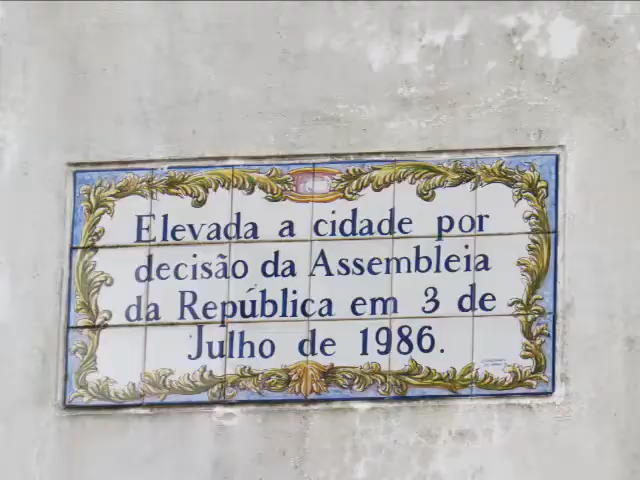 Elevada a cidade por
decisão da Assembleia
da República em 3 de
Julho de 1986.